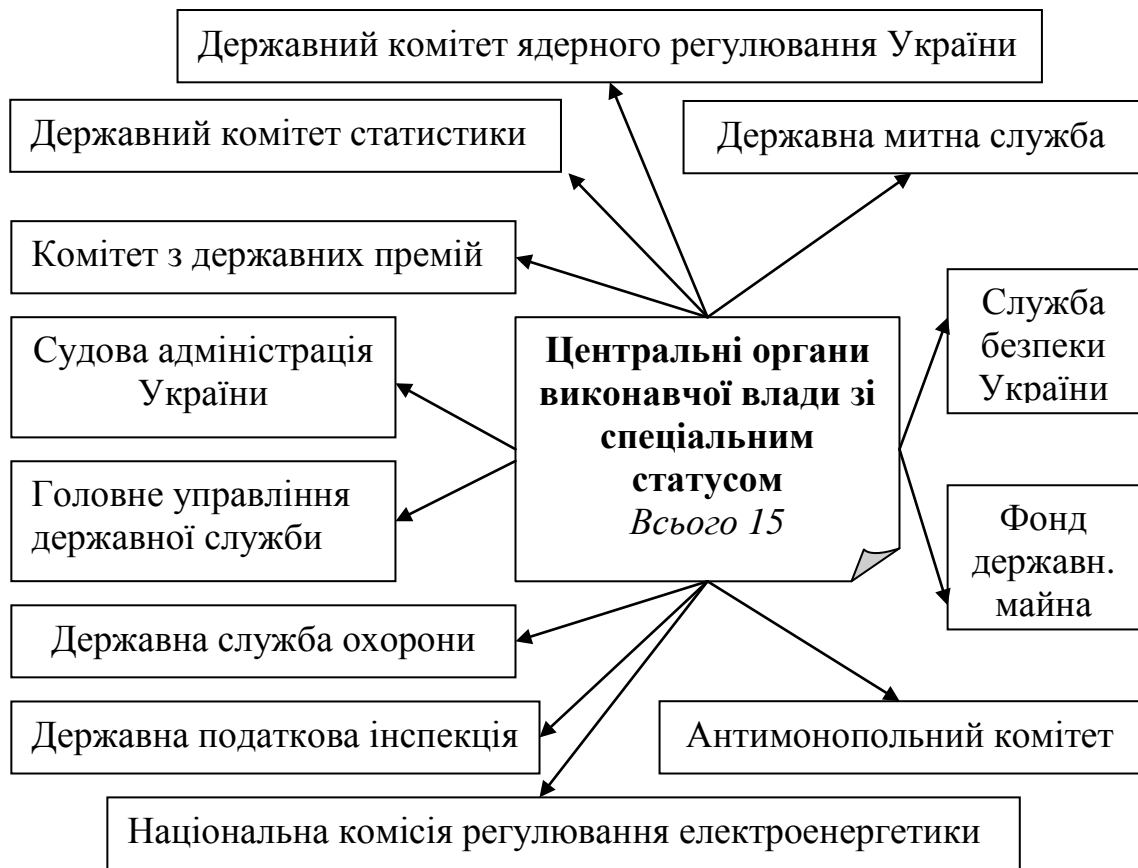 Державний комітет ядерного регулювання України
Державний комітет статистики
Державна митна служба
Комітет з державних премій
Служба
безпеки
України
Судова адміністрація
України
Центральні органи
виконавчої влади зі
спеціальним
статусом
Всього 15
Головне управління
державної служби
Фонд
державн.
майна
Державна служба охорони
Державна податкова інспекція
Антимонопольний комітет
Національна комісія регулювання електроенергетики